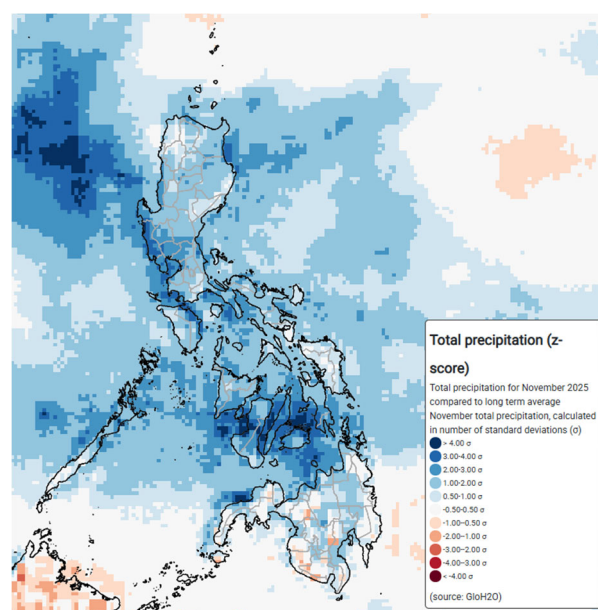 Total precipitation (z-
score)
Total precipitation for November 2025
compared to long term average
November total precipitation, calculated
in number of standard deviations (σ)
> 4.00 σ
3.00-4.00 σ
2.00-3.00 σ
1.00-2.00 σ
0.50-1.00 σ
-0.50-0.50 σ
-1.00-0.50 σ
-2.00-1.00 σ
-3.00-2.00 σ
-4.00-3.00 σ
< -4.00 σ
(source: GloH2O)